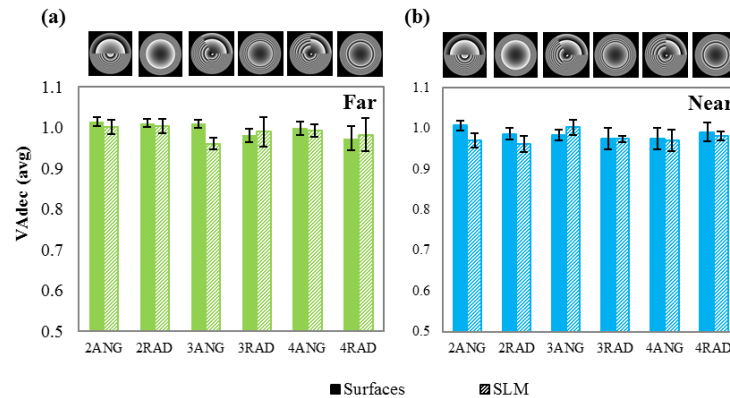 (a)
(b)
1.1
1.0
0.9
0.8
0.7
0.6
0.5
VAdec (avg)
Far
2ANG 2RAD 3ANG 3RAD 4ANG 4RAD
1.1
1.0
0.9
0.8
0.7
0.6
0.5
Near
2ANG 2RAD 3ANG 3RAD 4ANG 4RAD
Surfaces SLM